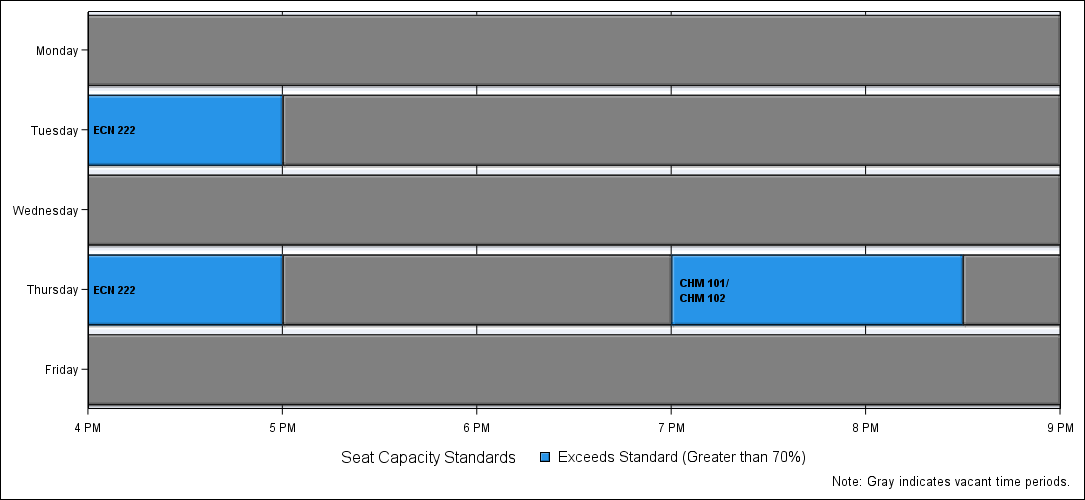 Monday
Tuesday
ECN 222
Wednesday
Thursday
ECN 222
CHM 101/
CHM 102
Friday
4 PM 5 PM 6 PM 7 PM 8 PM 9 PM
Seat Capacity Standards Exceeds Standard (Greater than 70%)
Note: Gray indicates vacant time periods.